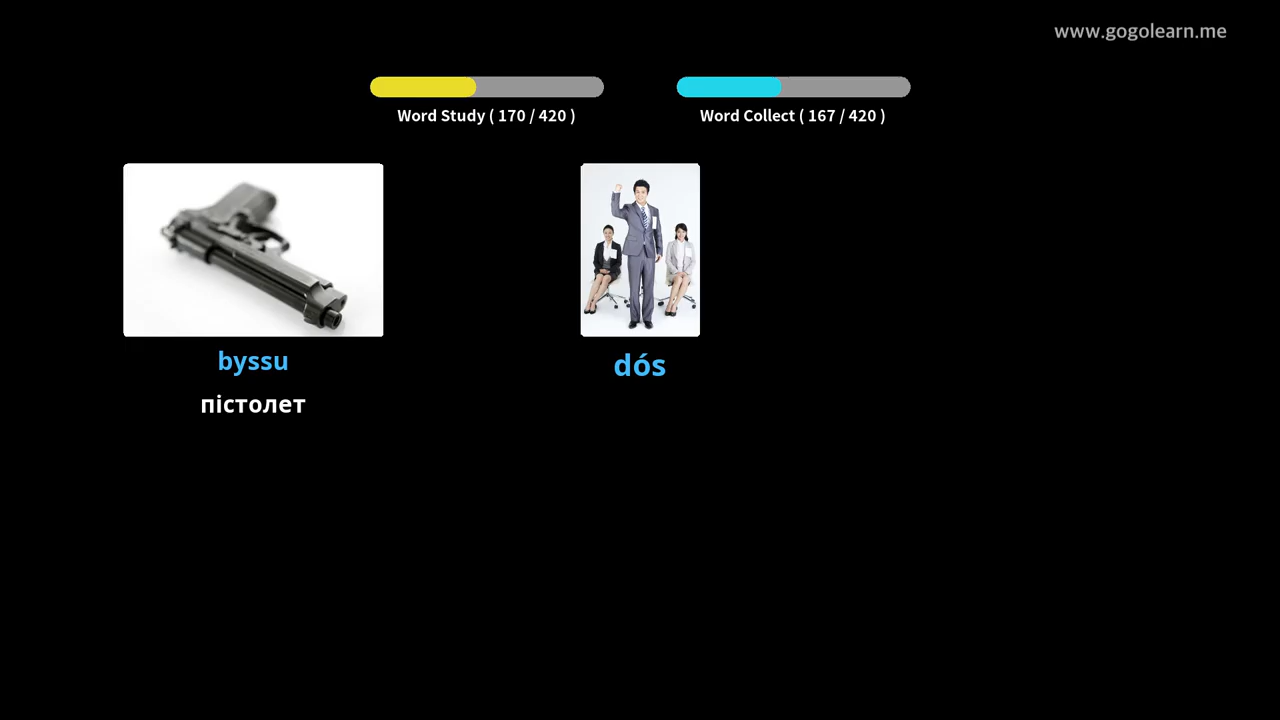 www.gogolearn.me
Word Study ( 170 / 420 )
Word Collect ( 167 / 420 )
byssu
пістолет
dós